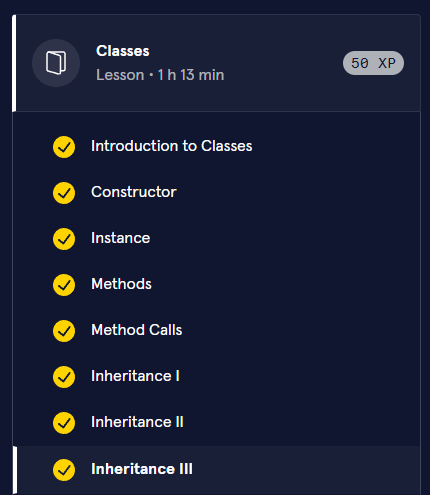 Classes
Lesson • 1 h 13 min
50 XP
Introduction to Classes
Constructor
Instance
Methods
Method Calls
Inheritance I
Inheritance II
Inheritance III